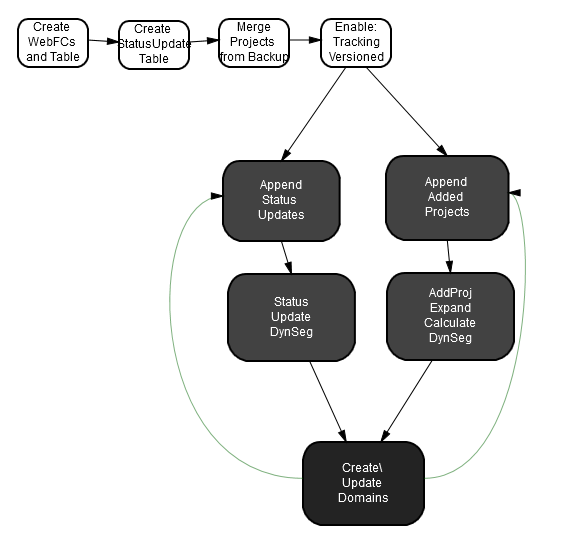 Create
WebFCs
and Table
Create
StatusUpdate
Table
Merge
Projects
from Backup
Enable:
Tracking
Versioned
Append
Status
Updates
Append
Added
Projects
Status
Update
DynSeg
AddProj
Expand
Calculate
DynSeg
Create\
Update
Domains